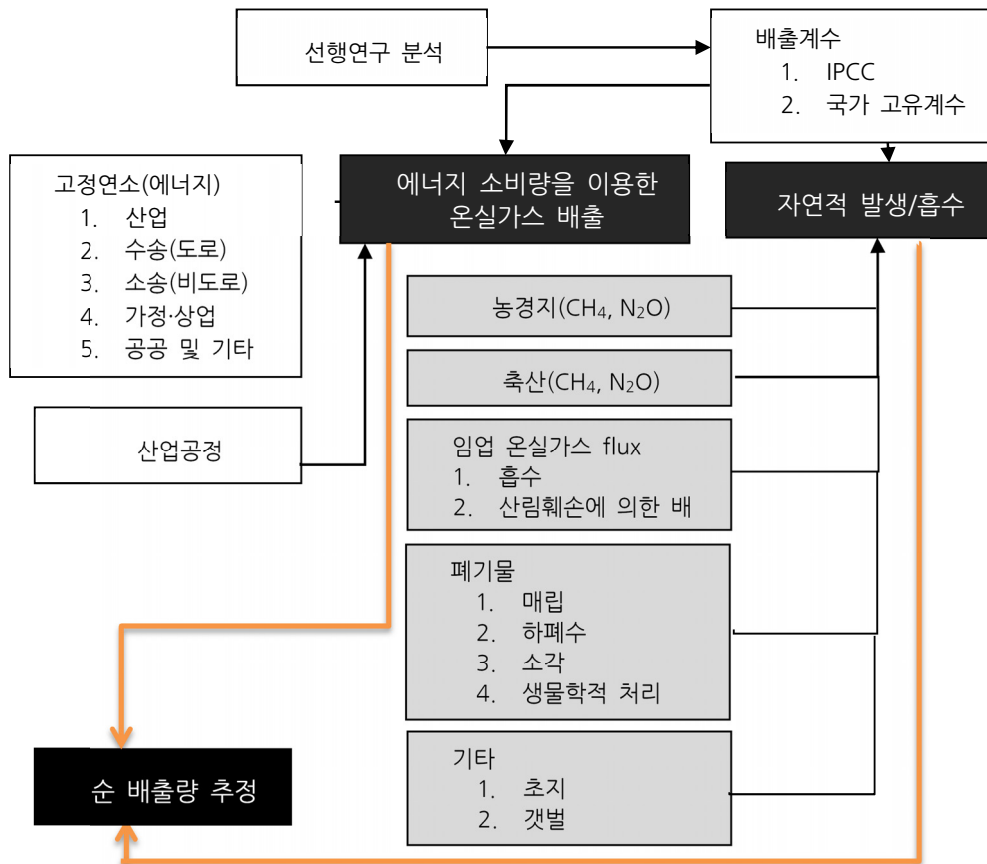 선행연구 분석
배출계수
1. IPCC
2. 국가 고유계수
고정연소(에너지)
1. 산업
2. 수송(도로)
3. 소송(비도로)
4. 가정·상업
5. 공공 및 기타
에너지 소비량을 이용한
온실가스 배출
자연적 발생/흡수
농경지(CH₄, N₂O)
축산(CH₄, N₂O)
산업공정
임업 온실가스 flux
1. 흡수
2. 산림훼손에 의한 배
폐기물
1. 매립
2. 하폐수
3. 소각
4. 생물학적 처리
순 배출량 추정
기타
1. 초지
2. 갯벌